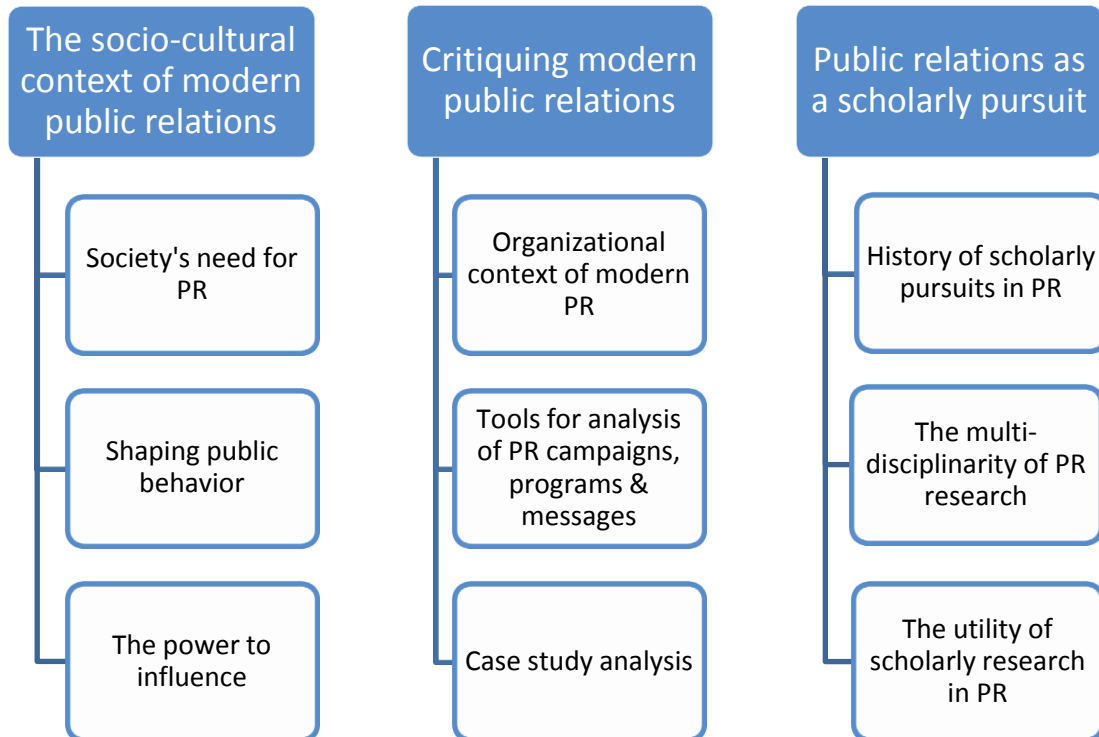 The socio-cultural
context of modern
public relations
Society's need for
PR
Shaping public
behavior
The power to
influence
Critiquing modern
public relations
Organizational
context of modern
PR
Tools for analysis
of PR campaigns,
programs &
messages
Case study analysis
Public relations as
a scholarly pursuit
History of scholarly
pursuits in PR
The multi-
disciplinarity of PR
research
The utility of
scholarly research
in PR